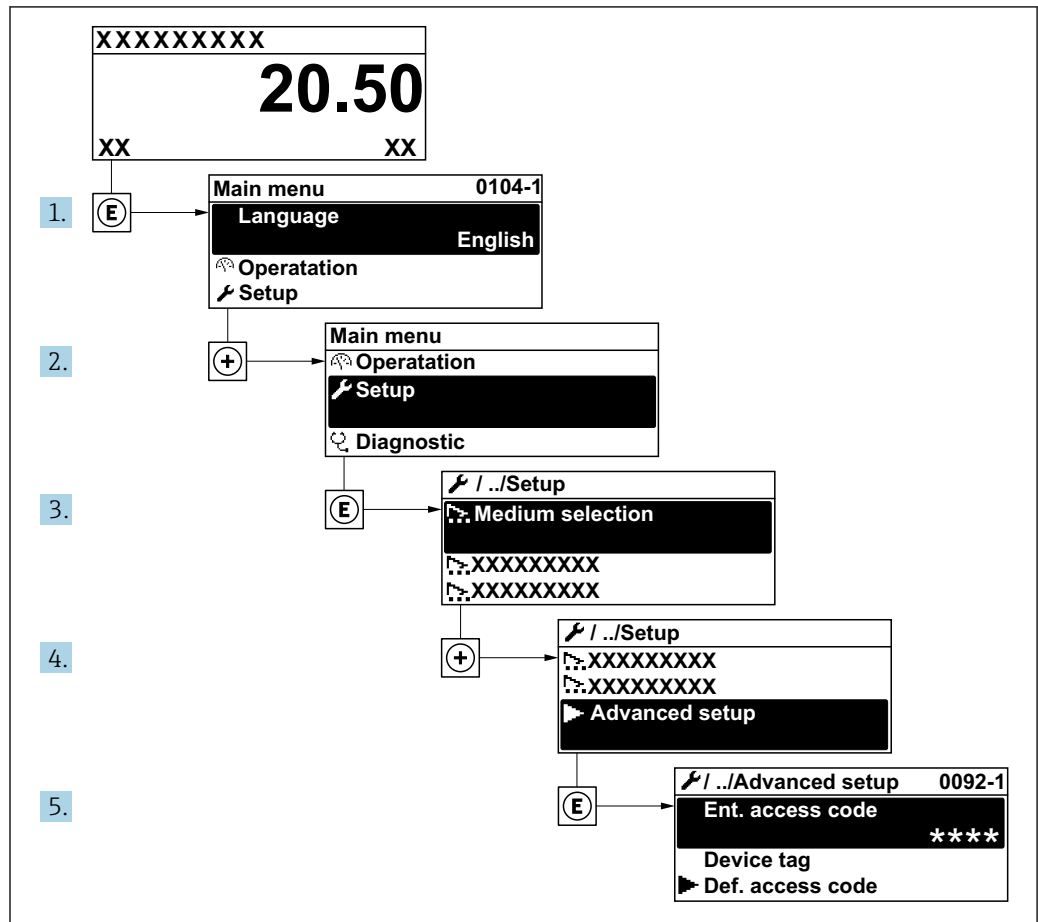 XXXXXXXXX
20.50
XX XX
1. E
Main menu 0104-1
Language
English
Operatation
Setup
2. +
Main menu
Operatation
Setup
Diagnostic
3. E
/ ../Setup
Medium selection
XXXXXXXXX
XXXXXXXXX
4. +
/ ../Setup
XXXXXXXXX
XXXXXXXXX
Advanced setup
5. E
/ ../Advanced setup 0092-1
Ent. access code
****
Device tag
Def. access code